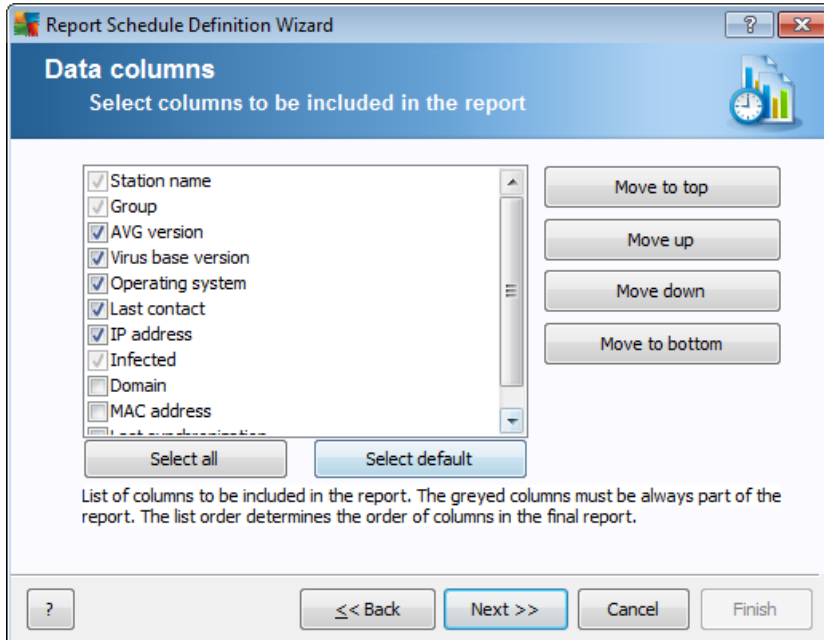 Report Schedule Definition Wizard
?
Data columns
Select columns to be included in the report
Station name
Group
AVG version
Virus base version
Operating system
Last contact
IP address
Infected
Domain
MAC address
Last synchronization
Move to top
Move up
Move down
Move to bottom
Select all
Select default
List of columns to be included in the report. The greyed columns must be always part of the
report. The list order determines the order of columns in the final report.
?
<< Back
Next >>
Cancel
Finish